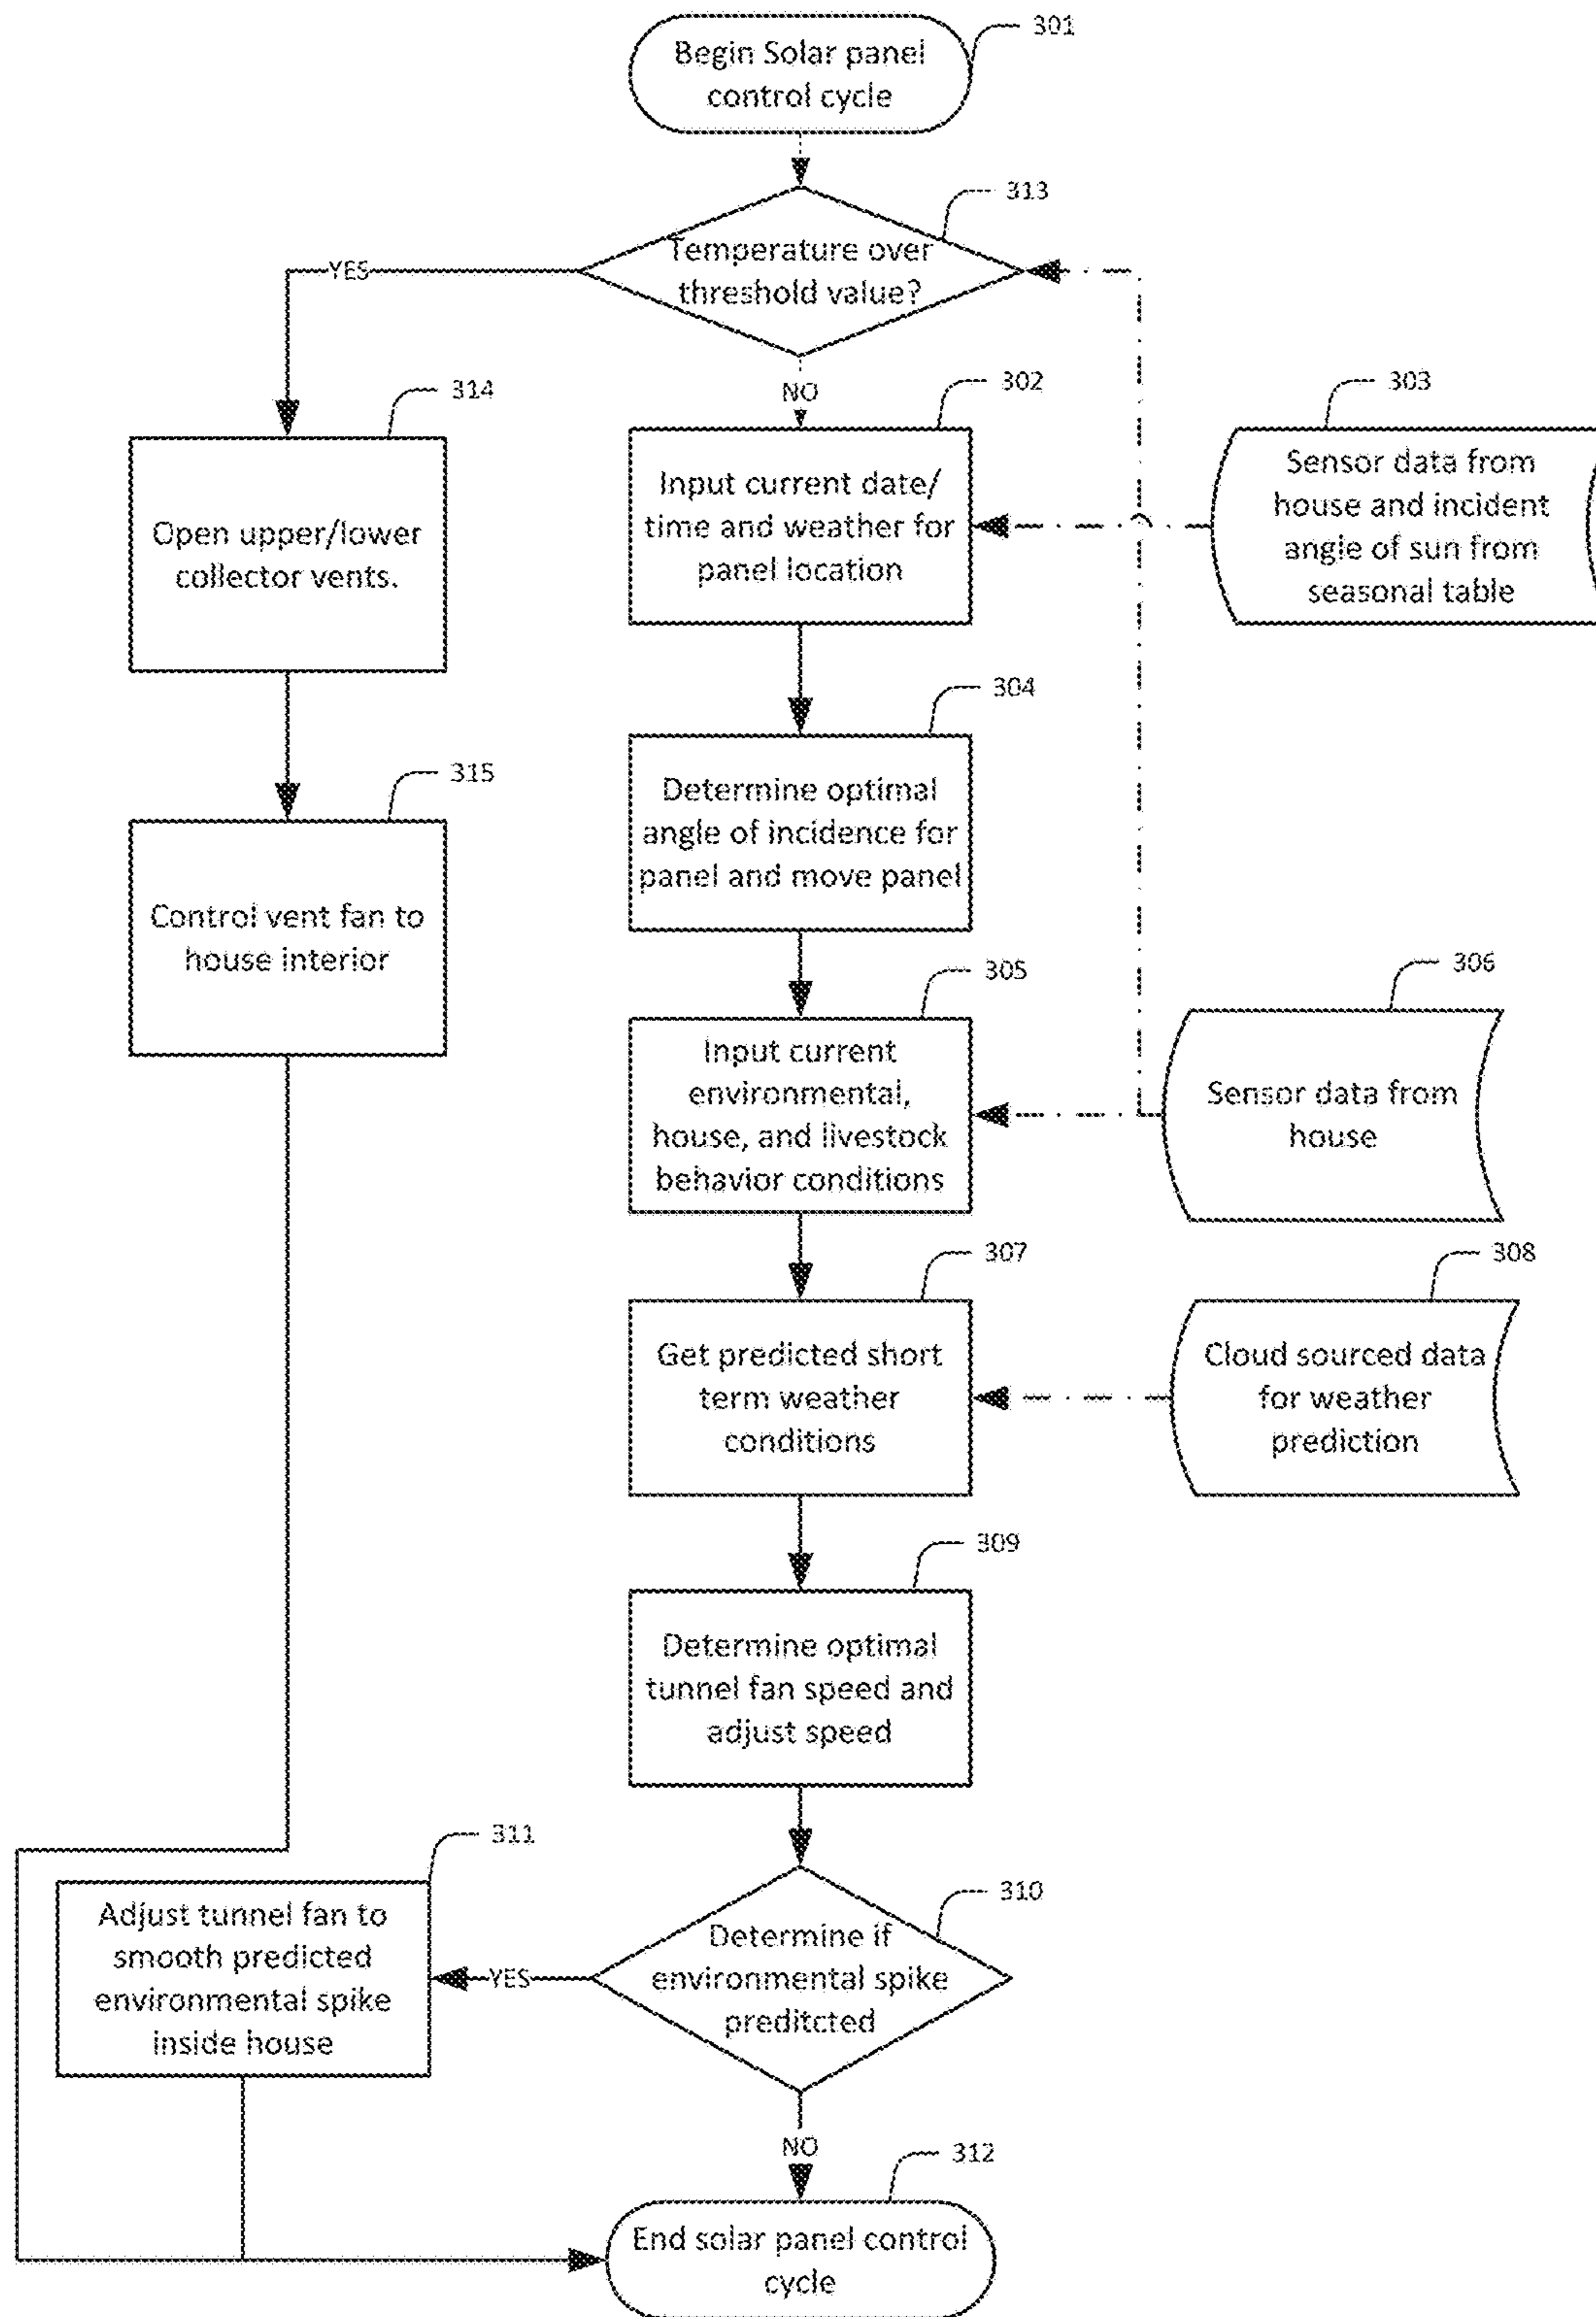 301
Begin Solar panel
control cycle
313
Temperature over
threshold value?
YES
NO
314
Open upper/lower
collector vents.
302
Input current date/
time and weather for
panel location
303
Sensor data from
house and incident
angle of sun from
seasonal table
304
Determine optimal
angle of incidence for
panel and move panel
315
Control vent fan to
house interior
305
Input current
environmental,
house, and livestock
behavior conditions
306
Sensor data from
house
307
Get predicted short
term weather
conditions
308
Cloud sourced data
for weather
prediction
309
Determine optimal
tunnel fan speed and
adjust speed
310
Determine if
environmental spike
preditcted
YES
311
Adjust tunnel fan to
smooth predicted
environmental spike
inside house
NO
312
End solar panel control
cycle